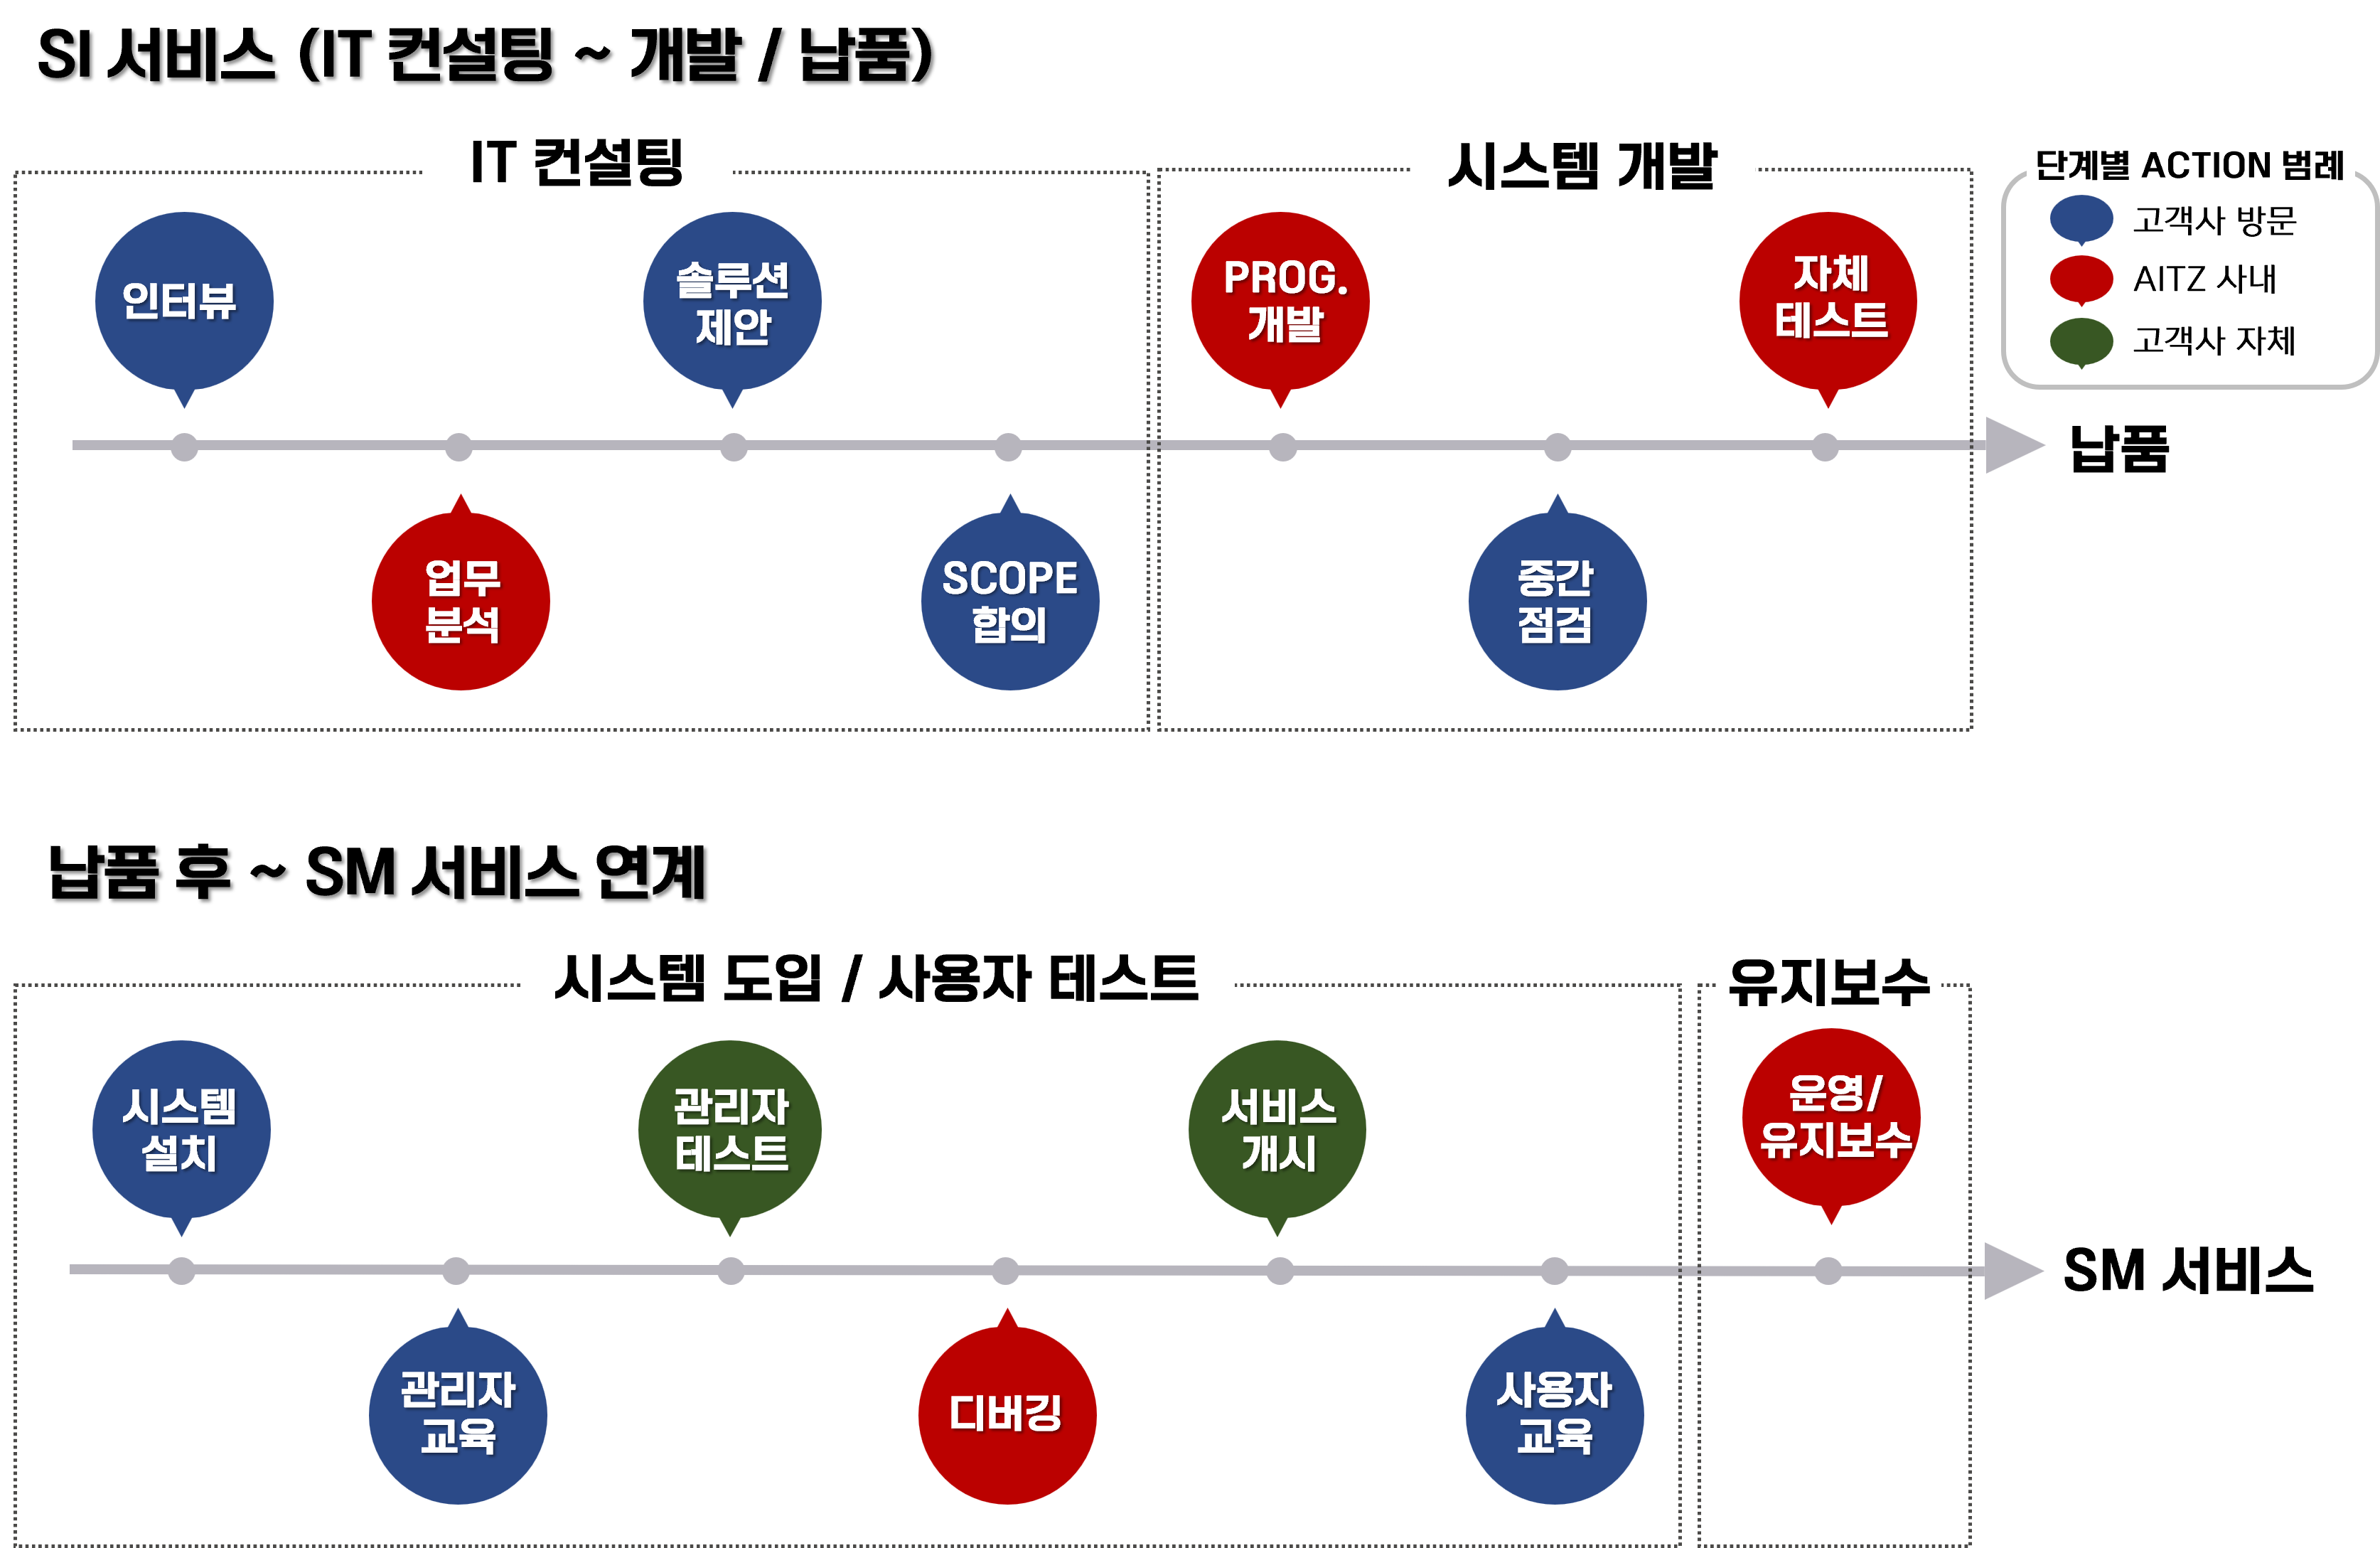 SI 서비스 (IT 컨설팅 ~ 개발 / 납품)
IT 컨설팅
시스템 개발
단계별 ACTION 범례
고객사 방문
AITZ 사내
고객사 자체
인터뷰
솔루션
제안
PROG.
개발
자체
테스트
납품
업무
분석
SCOPE
합의
중간
점검
납품 후 ~ SM 서비스 연계
시스템 도입 / 사용자 테스트
유지보수
시스템
설치
관리자
테스트
서비스
개시
운영/
유지보수
SM 서비스
관리자
교육
디버깅
사용자
교육